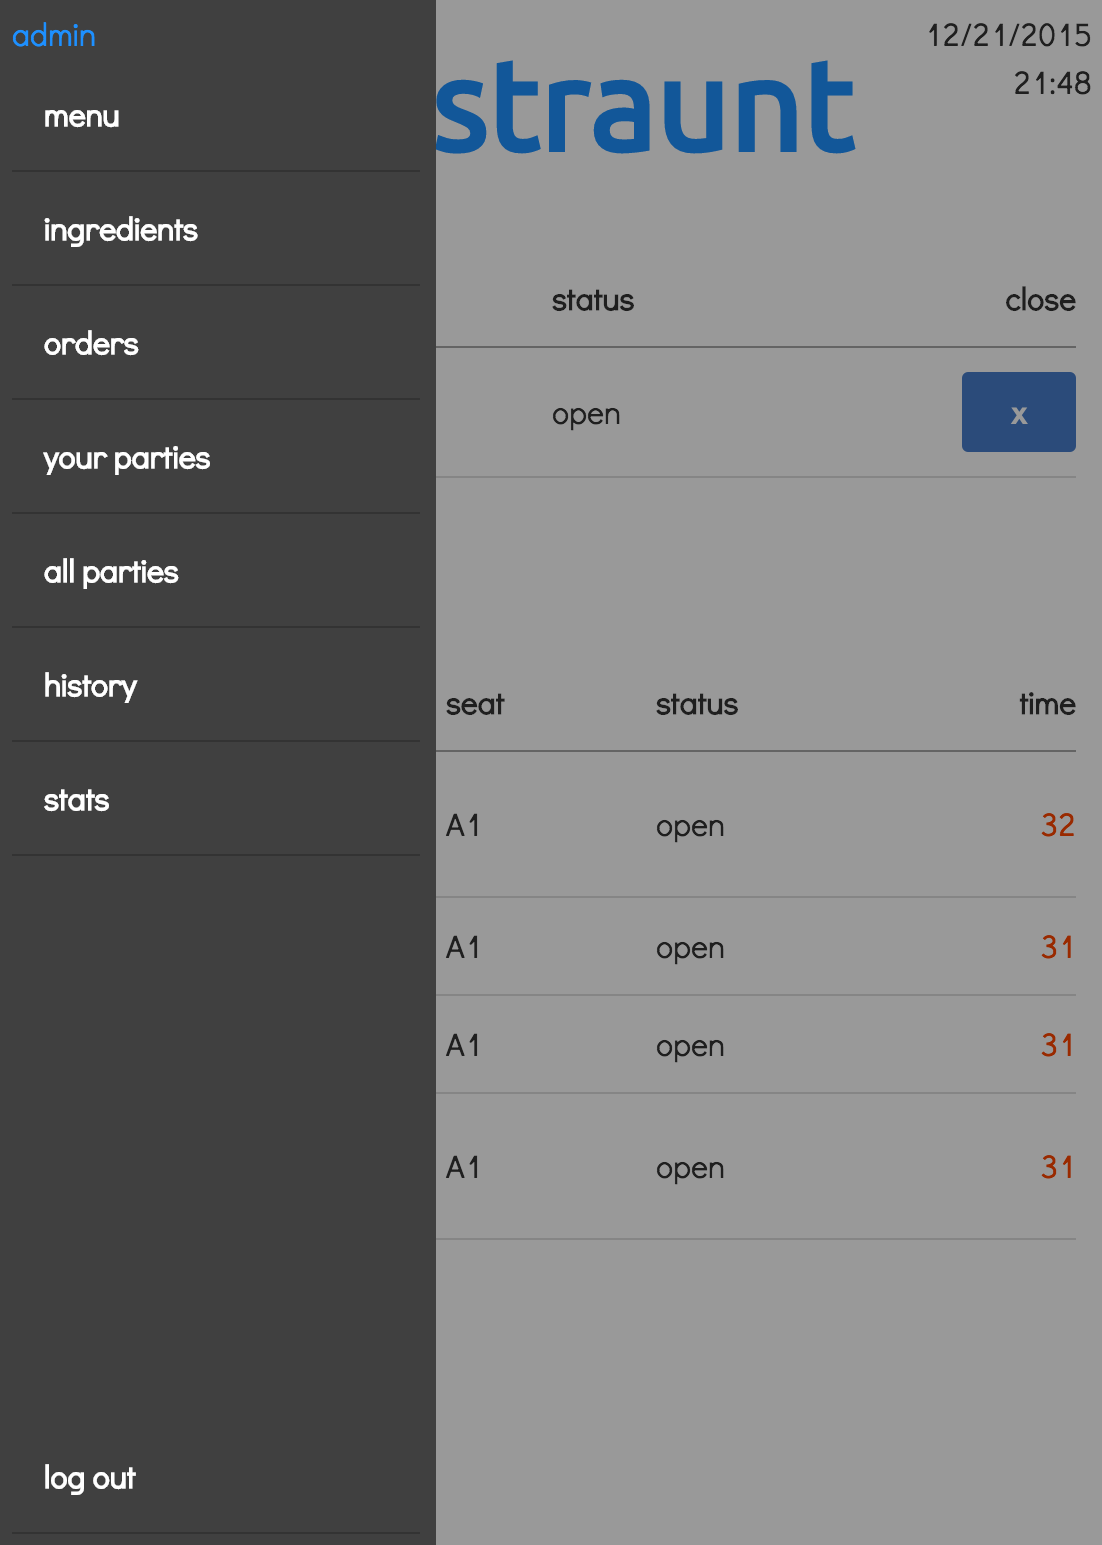 admin
menu
ingredients
orders
your parties
all parties
history
stats
log out
straunt
12/21/2015
21:48
status close
open x
seat status time
A1 open 32
A1 open 31
A1 open 31
A1 open 31